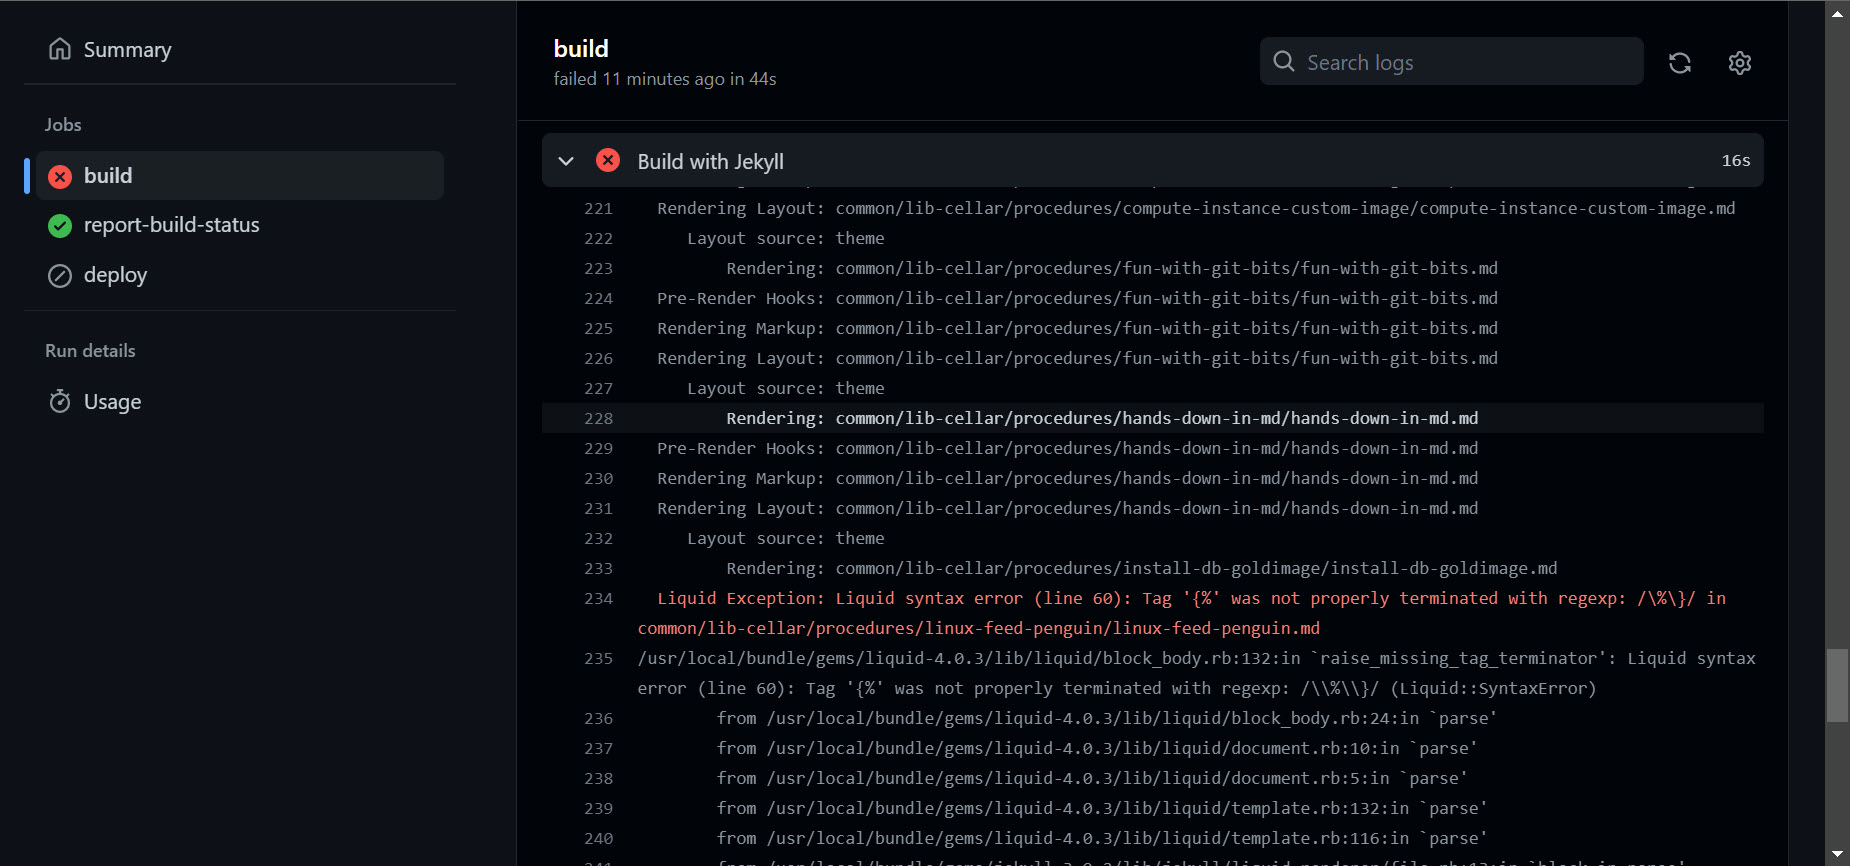 Summary
Jobs
build
report-build-status
deploy
Run details
Usage
build
failed 11 minutes ago in 44s
Search logs
Build with Jekyll 16s
221 Rendering Layout: common/lib-cellar/procedures/compute-instance-custom-image/compute-instance-custom-image.md
222 Layout source: theme
223 Rendering: common/lib-cellar/procedures/fun-with-git-bits/fun-with-git-bits.md
224 Pre-Render Hooks: common/lib-cellar/procedures/fun-with-git-bits/fun-with-git-bits.md
225 Rendering Markup: common/lib-cellar/procedures/fun-with-git-bits/fun-with-git-bits.md
226 Rendering Layout: common/lib-cellar/procedures/fun-with-git-bits/fun-with-git-bits.md
227 Layout source: theme
228 Rendering: common/lib-cellar/procedures/hands-down-in-md/hands-down-in-md.md
229 Pre-Render Hooks: common/lib-cellar/procedures/hands-down-in-md/hands-down-in-md.md
230 Rendering Markup: common/lib-cellar/procedures/hands-down-in-md/hands-down-in-md.md
231 Rendering Layout: common/lib-cellar/procedures/hands-down-in-md/hands-down-in-md.md
232 Layout source: theme
233 Rendering: common/lib-cellar/procedures/install-db-goldimage/install-db-goldimage.md
234 Liquid Exception: Liquid syntax error (line 60): Tag '{%' was not properly terminated with regexp: /\%\}/ in
common/lib-cellar/procedures/linux-feed-penguin/linux-feed-penguin.md
235 /usr/local/bundle/gems/liquid-4.0.3/lib/liquid/block_body.rb:132:in `raise_missing_tag_terminator': Liquid syntax
error (line 60): Tag '{%' was not properly terminated with regexp: /\\%\\}/ (Liquid::SyntaxError)
236 from /usr/local/bundle/gems/liquid-4.0.3/lib/liquid/block_body.rb:24:in `parse'
237 from /usr/local/bundle/gems/liquid-4.0.3/lib/liquid/document.rb:10:in `parse'
238 from /usr/local/bundle/gems/liquid-4.0.3/lib/liquid/document.rb:5:in `parse'
239 from /usr/local/bundle/gems/liquid-4.0.3/lib/liquid/template.rb:132:in `parse'
240 from /usr/local/bundle/gems/liquid-4.0.3/lib/liquid/template.rb:116:in `parse'